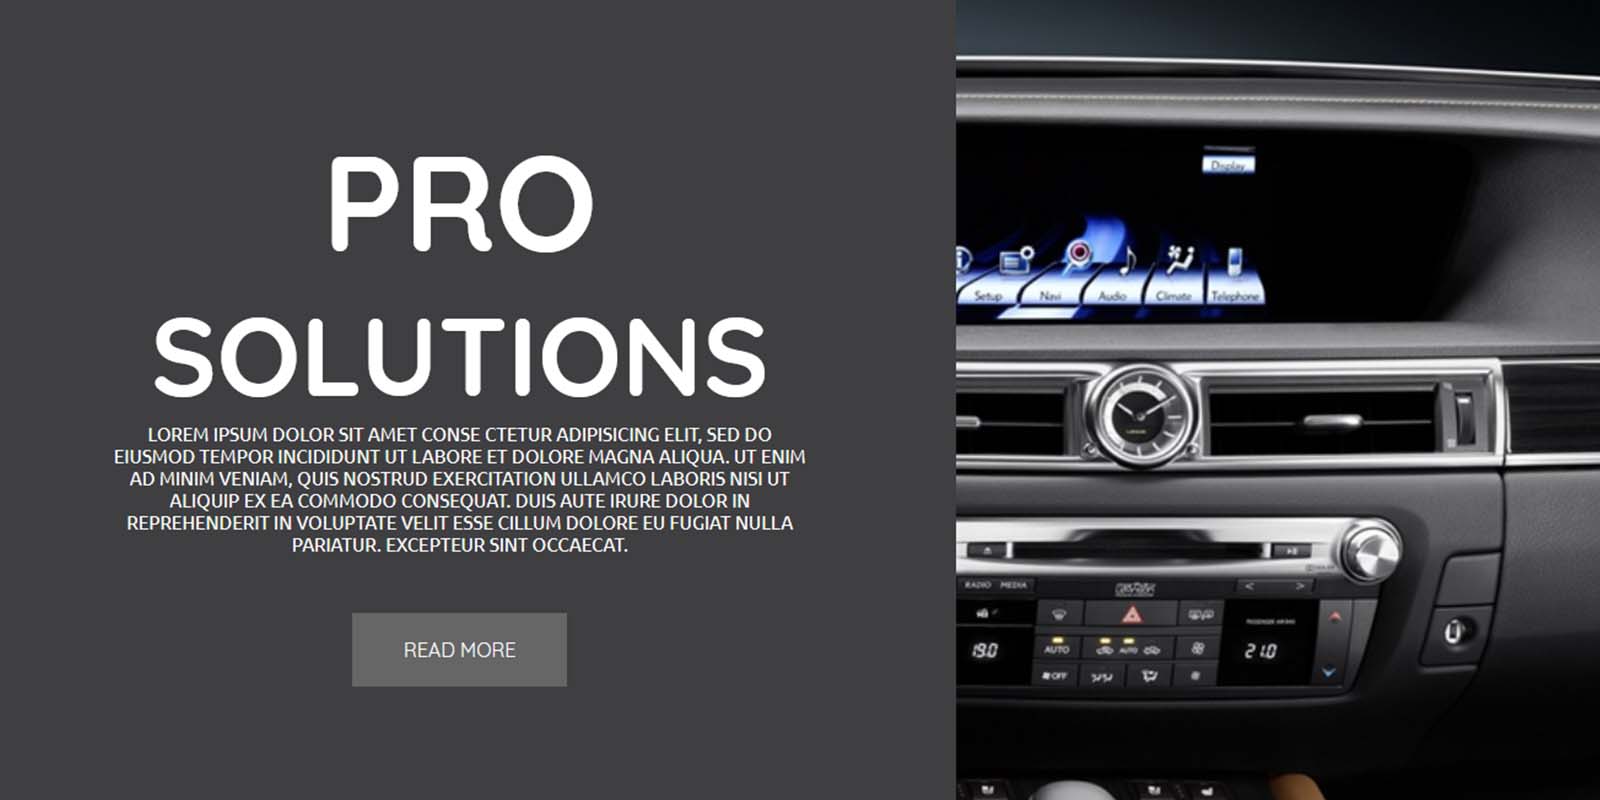 PRO
SOLUTIONS
LOREM IPSUM DOLOR SIT AMET CONSE CTETUR ADIPISICING ELIT, SED DO
EIUSMOD TEMPOR INCIDIDUNT UT LABORE ET DOLORE MAGNA ALIQUA. UT ENIM
AD MINIM VENIAM, QUIS NOSTRUD EXERCITATION ULLAMCO LABORIS NISI UT
ALIQUIP EX EA COMMODO CONSEQUAT. DUIS AUTE IRURE DOLOR IN
REPREHENDERIT IN VOLUPTATE VELIT ESSE CILLUM DOLORE EU FUGIAT NULLA
PARIATUR. EXCEPTEUR SINT OCCAECAT.
READ MORE
Display
Setup Navi Audio Climate Telephone
RADIO MEDIA < >
PASSENGER AIRBAG
19.0 AUTO AUTO 21.0
OFF